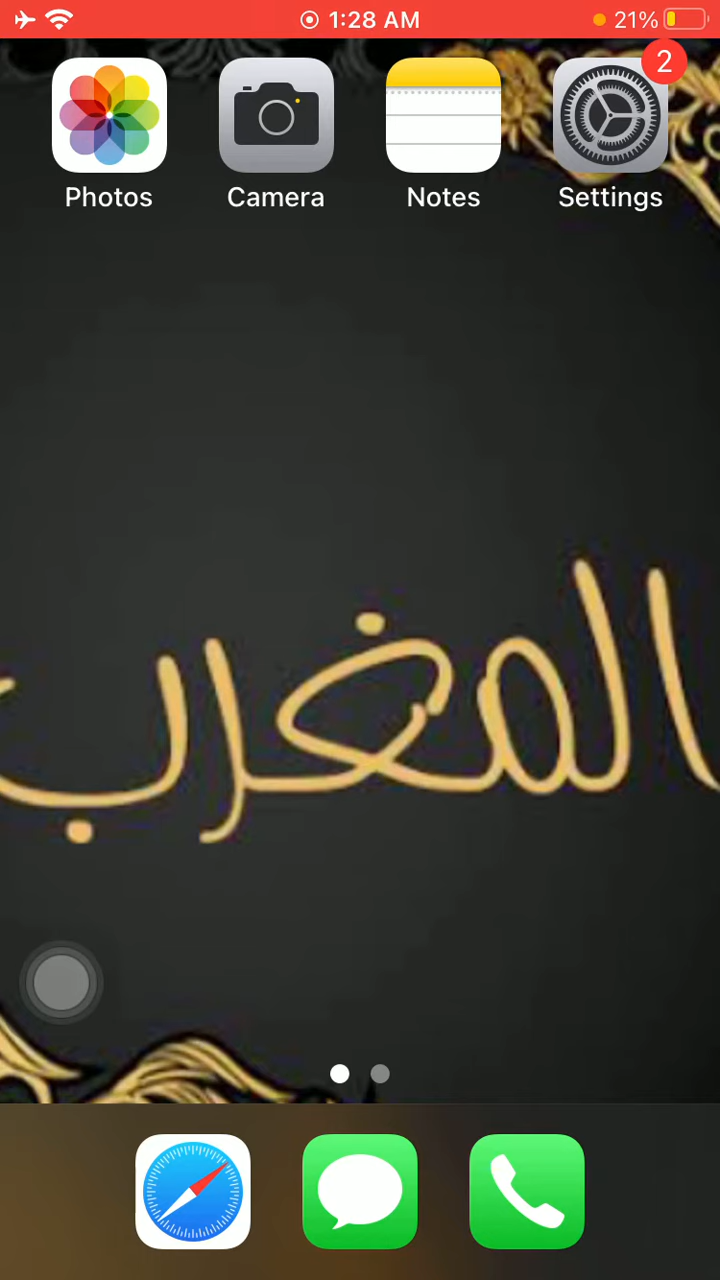 1:28 AM
21%
2
Photos
Camera
Notes
Settings
المغرب